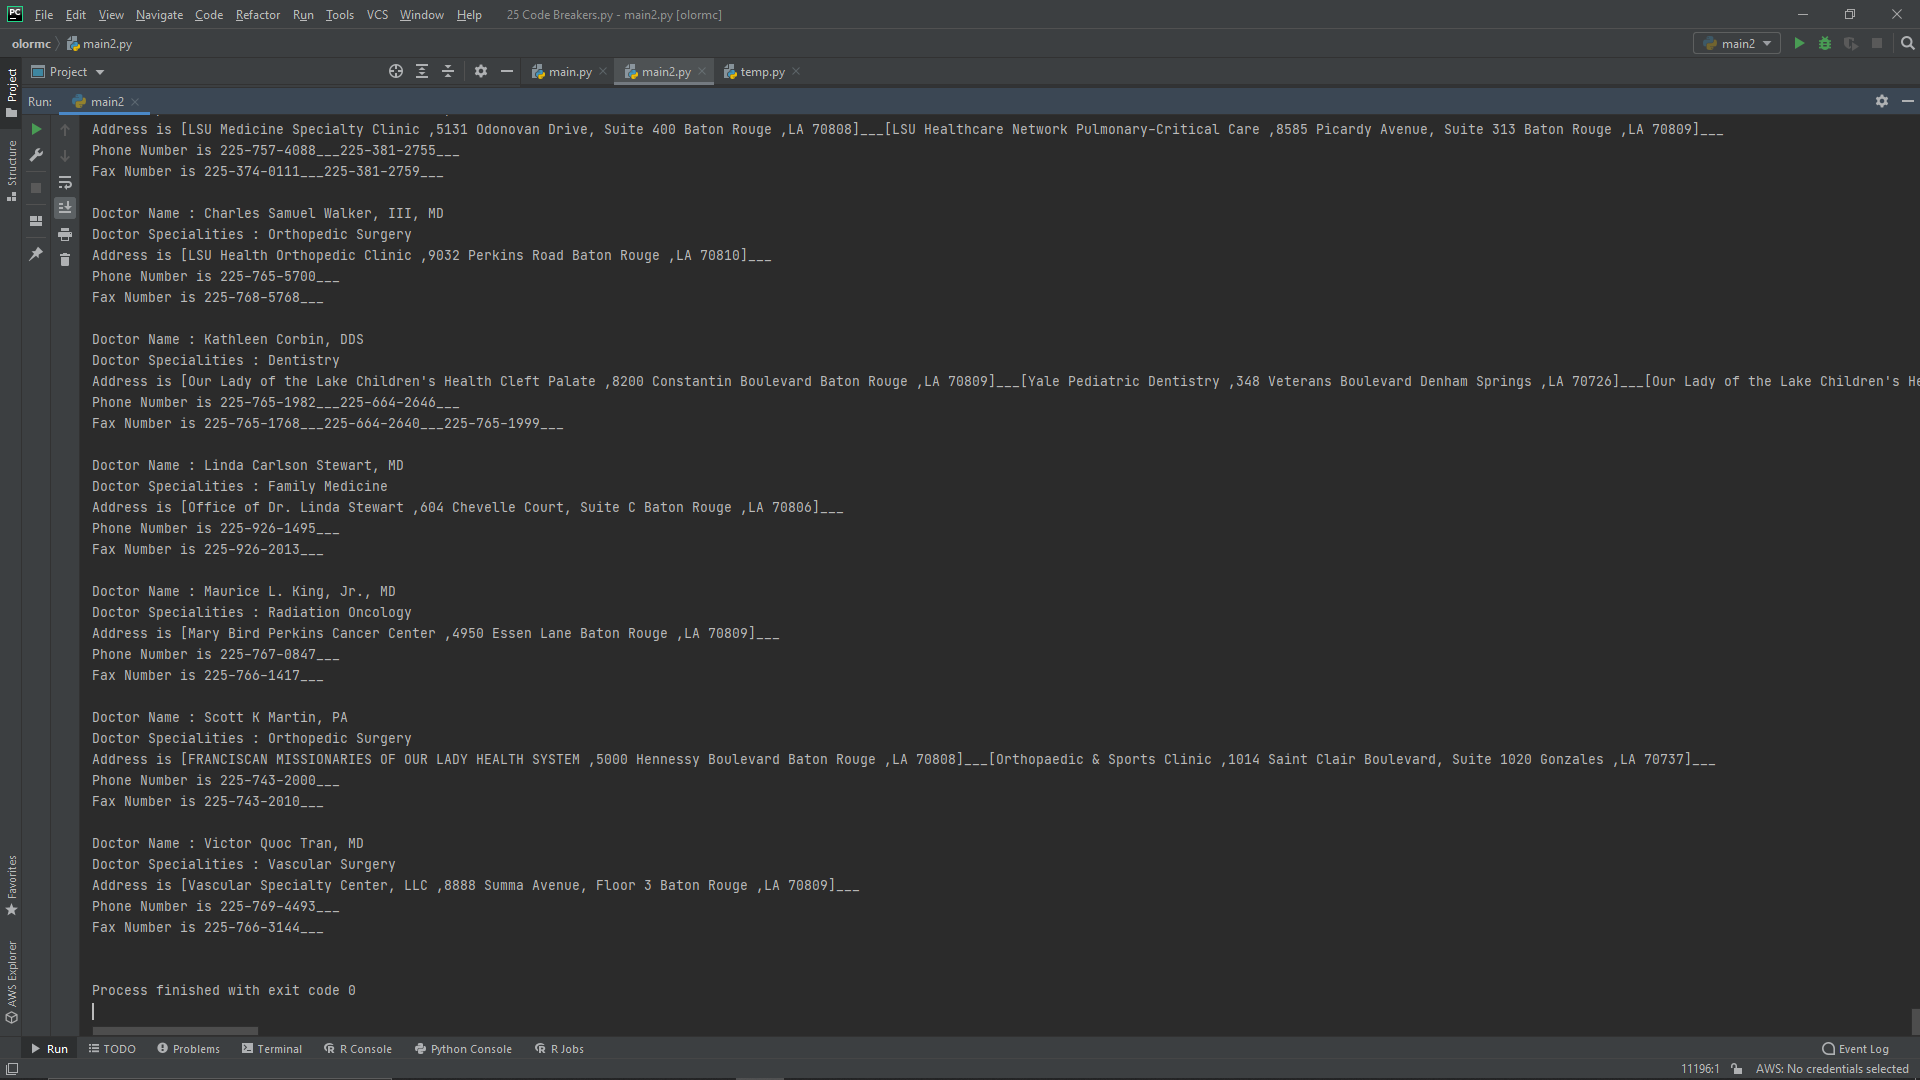 PC File Edit View Navigate Code Refactor Run Tools VCS Window Help 25 Code Breakers.py - main2.py [olormc]
olormc main2.py main2
Project main.py main2.py temp.py
Run: main2
Project
Structure
Favorites
AWS Explorer
Address is [LSU Medicine Specialty Clinic ,5131 Odonovan Drive, Suite 400 Baton Rouge ,LA 70808]___[LSU Healthcare Network Pulmonary-Critical Care ,8585 Picardy Avenue, Suite 313 Baton Rouge ,LA 70809]___
Phone Number is 225-757-4088___225-381-2755___
Fax Number is 225-374-0111___225-381-2759___
Doctor Name : Charles Samuel Walker, III, MD
Doctor Specialities : Orthopedic Surgery
Address is [LSU Health Orthopedic Clinic ,9032 Perkins Road Baton Rouge ,LA 70810]___
Phone Number is 225-765-5700___
Fax Number is 225-768-5768___
Doctor Name : Kathleen Corbin, DDS
Doctor Specialities : Dentistry
Address is [Our Lady of the Lake Children's Health Cleft Palate ,8200 Constantin Boulevard Baton Rouge ,LA 70809]___[Yale Pediatric Dentistry ,348 Veterans Boulevard Denham Springs ,LA 70726]___[Our Lady of the Lake Children's He
Phone Number is 225-765-1982___225-664-2646___
Fax Number is 225-765-1768___225-664-2640___225-765-1999___
Doctor Name : Linda Carlson Stewart, MD
Doctor Specialities : Family Medicine
Address is [Office of Dr. Linda Stewart ,604 Chevelle Court, Suite C Baton Rouge ,LA 70806]___
Phone Number is 225-926-1495___
Fax Number is 225-926-2013___
Doctor Name : Maurice L. King, Jr., MD
Doctor Specialities : Radiation Oncology
Address is [Mary Bird Perkins Cancer Center ,4950 Essen Lane Baton Rouge ,LA 70809]___
Phone Number is 225-767-0847___
Fax Number is 225-766-1417___
Doctor Name : Scott K Martin, PA
Doctor Specialities : Orthopedic Surgery
Address is [FRANCISCAN MISSIONARIES OF OUR LADY HEALTH SYSTEM ,5000 Hennessy Boulevard Baton Rouge ,LA 70808]___[Orthopaedic & Sports Clinic ,1014 Saint Clair Boulevard, Suite 1020 Gonzales ,LA 70737]___
Phone Number is 225-743-2000___
Fax Number is 225-743-2010___
Doctor Name : Victor Quoc Tran, MD
Doctor Specialities : Vascular Surgery
Address is [Vascular Specialty Center, LLC ,8888 Summa Avenue, Floor 3 Baton Rouge ,LA 70809]___
Phone Number is 225-769-4493___
Fax Number is 225-766-3144___
Process finished with exit code 0
Run TODO Problems Terminal R Console Python Console R Jobs Event Log
11196:1 AWS: No credentials selected